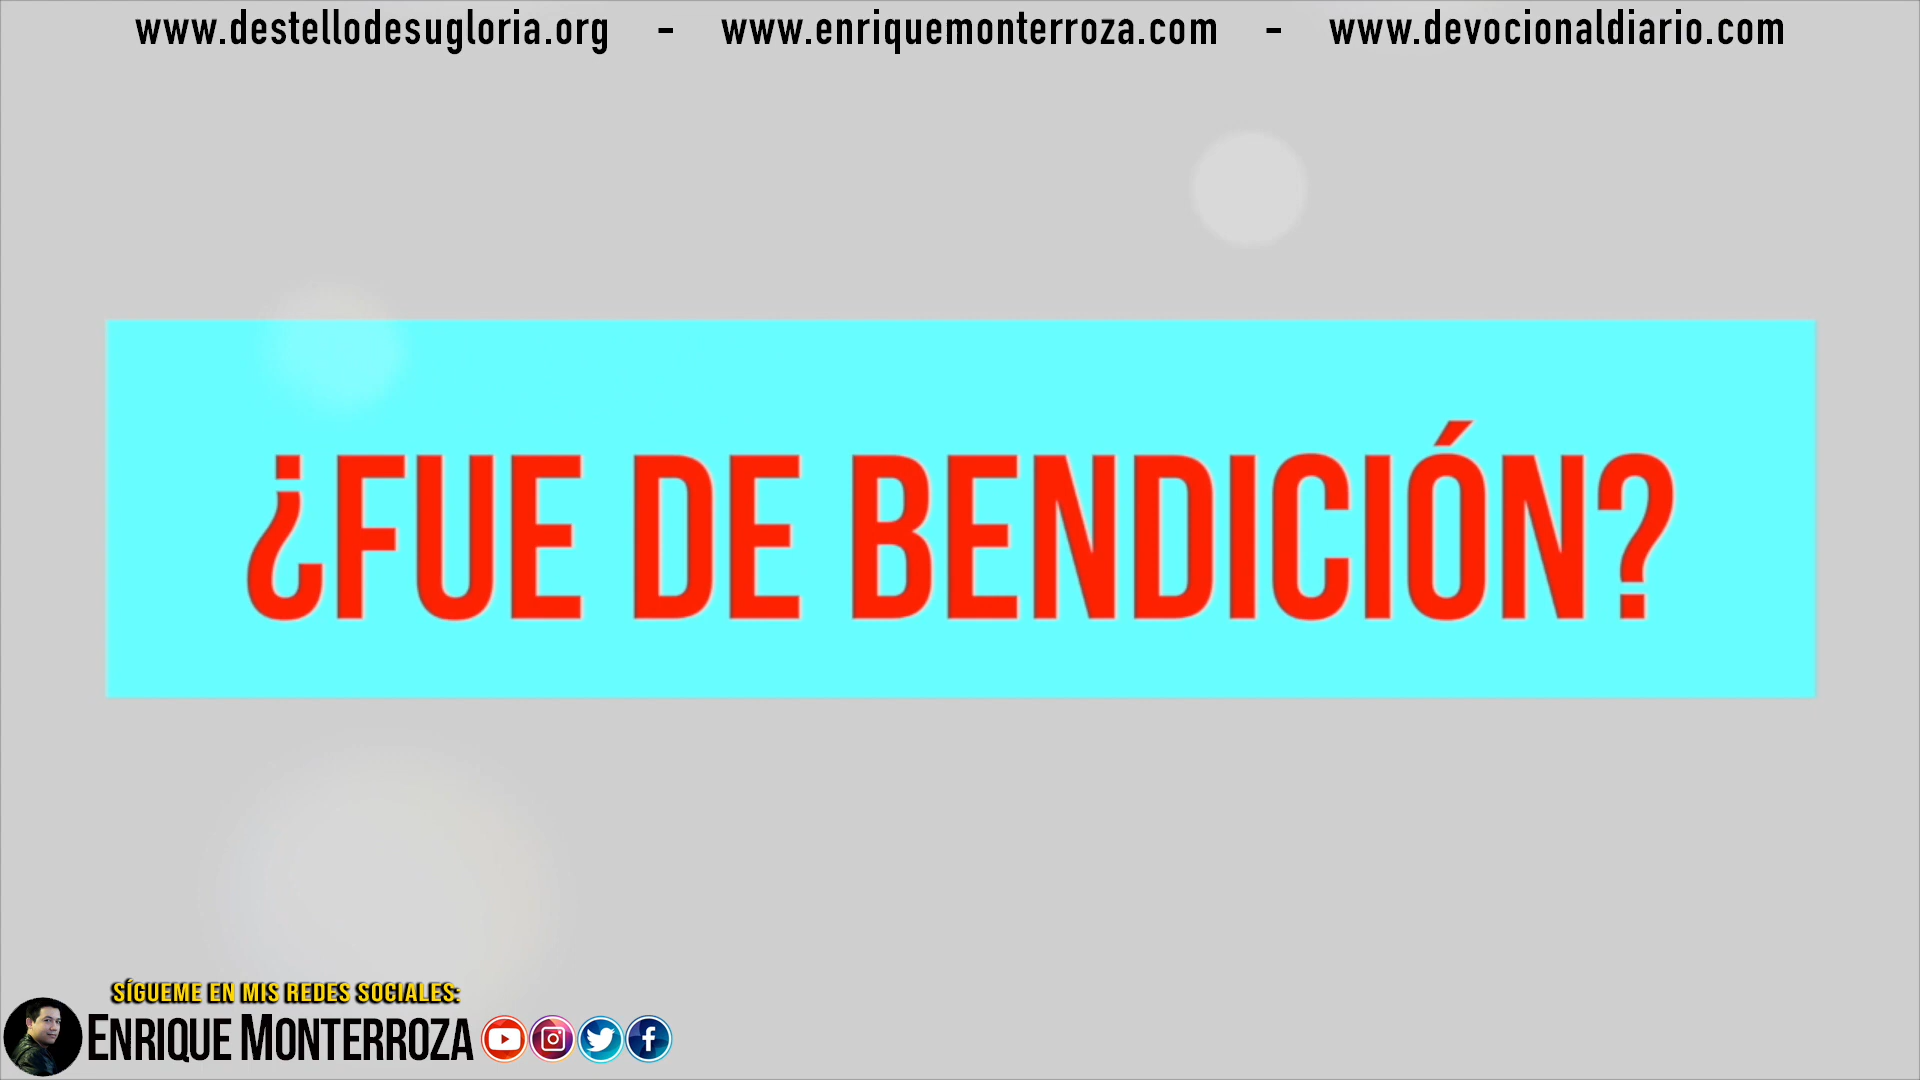 www.destellodesugloria.org - www.enriquemonterroza.com - www.devocionaldiario.com
¿FUE DE BENDICIÓN?
SÍGUEME EN MIS REDES SOCIALES:
ENRIQUE MONTERROZA